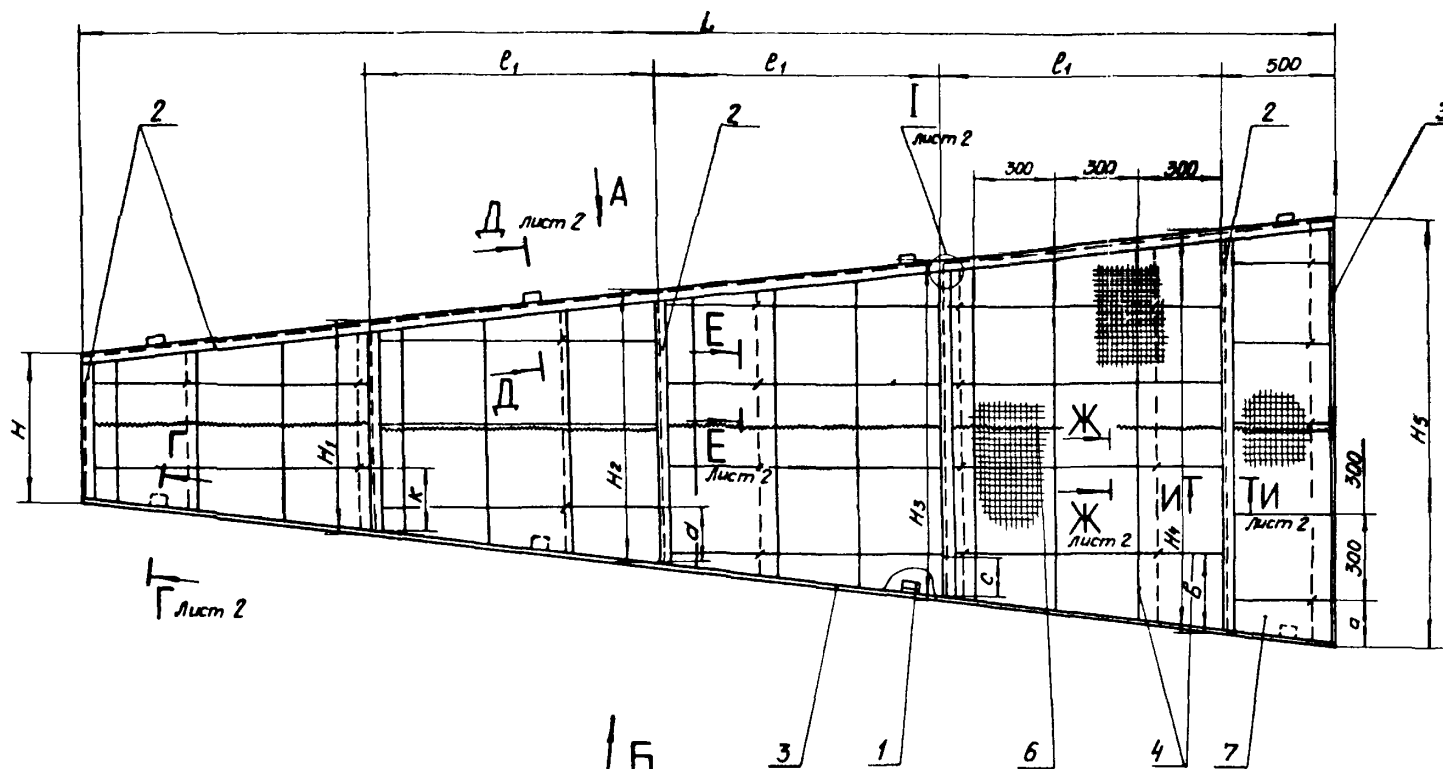 L
ℓ₁
ℓ₁
ℓ₁
500
2
2
I
лист 2
2
3
300
300
300
Д лист 2
А
Е
Д
Н
Н₁
Н₂
Н₃
Н₄
Н₅
Г
Е
лист 2
Ж
Ж
лист 2
И
И
лист 2
к
d
с
в
а
300
300
Г лист 2
Б
3
1
6
4
7